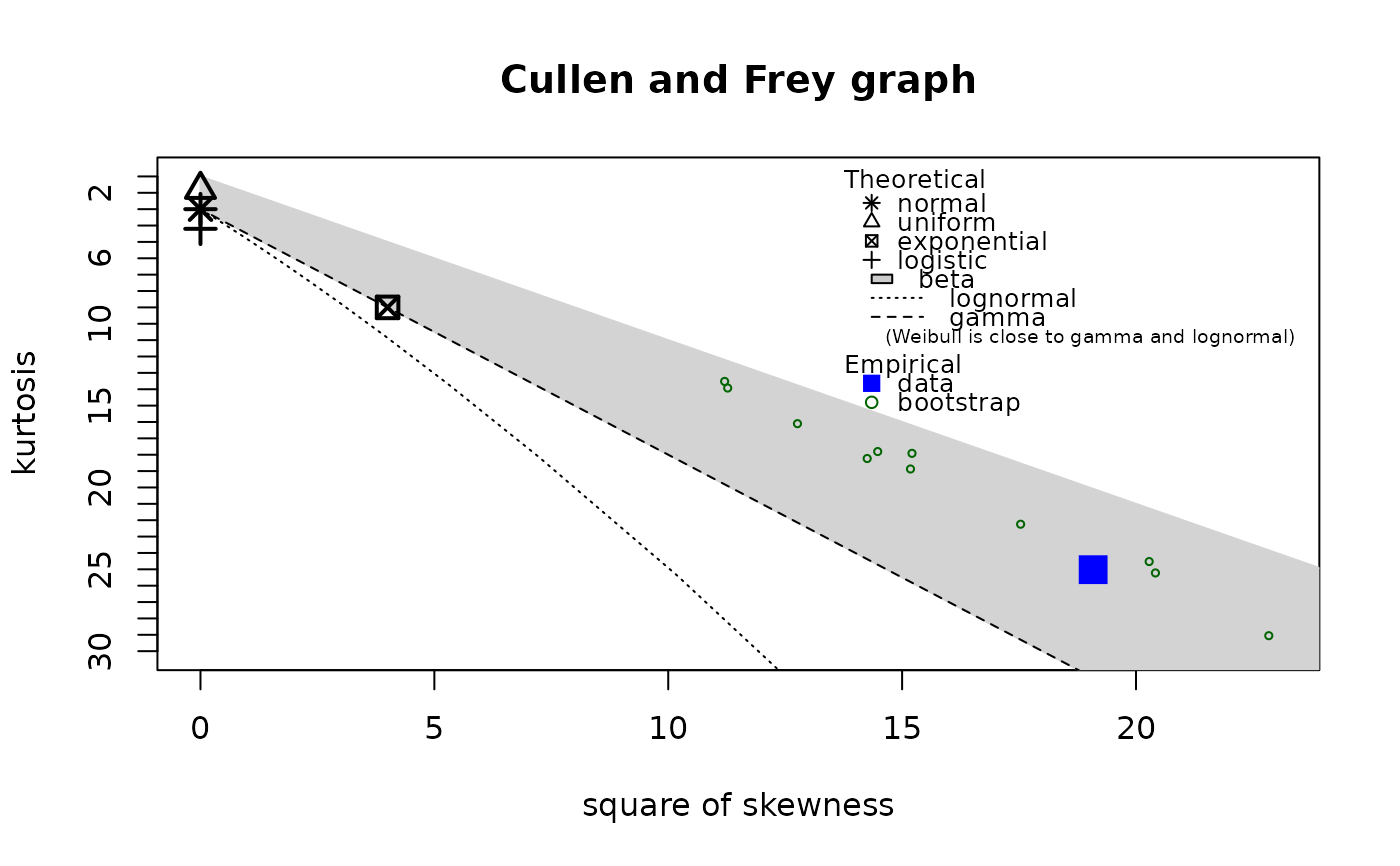 Cullen and Frey graph
kurtosis
2
6
10
15
20
25
30
Theoretical
normal
uniform
exponential
logistic
beta
lognormal
gamma
(Weibull is close to gamma and lognormal)
Empirical
data
bootstrap
0 5 10 15 20
square of skewness